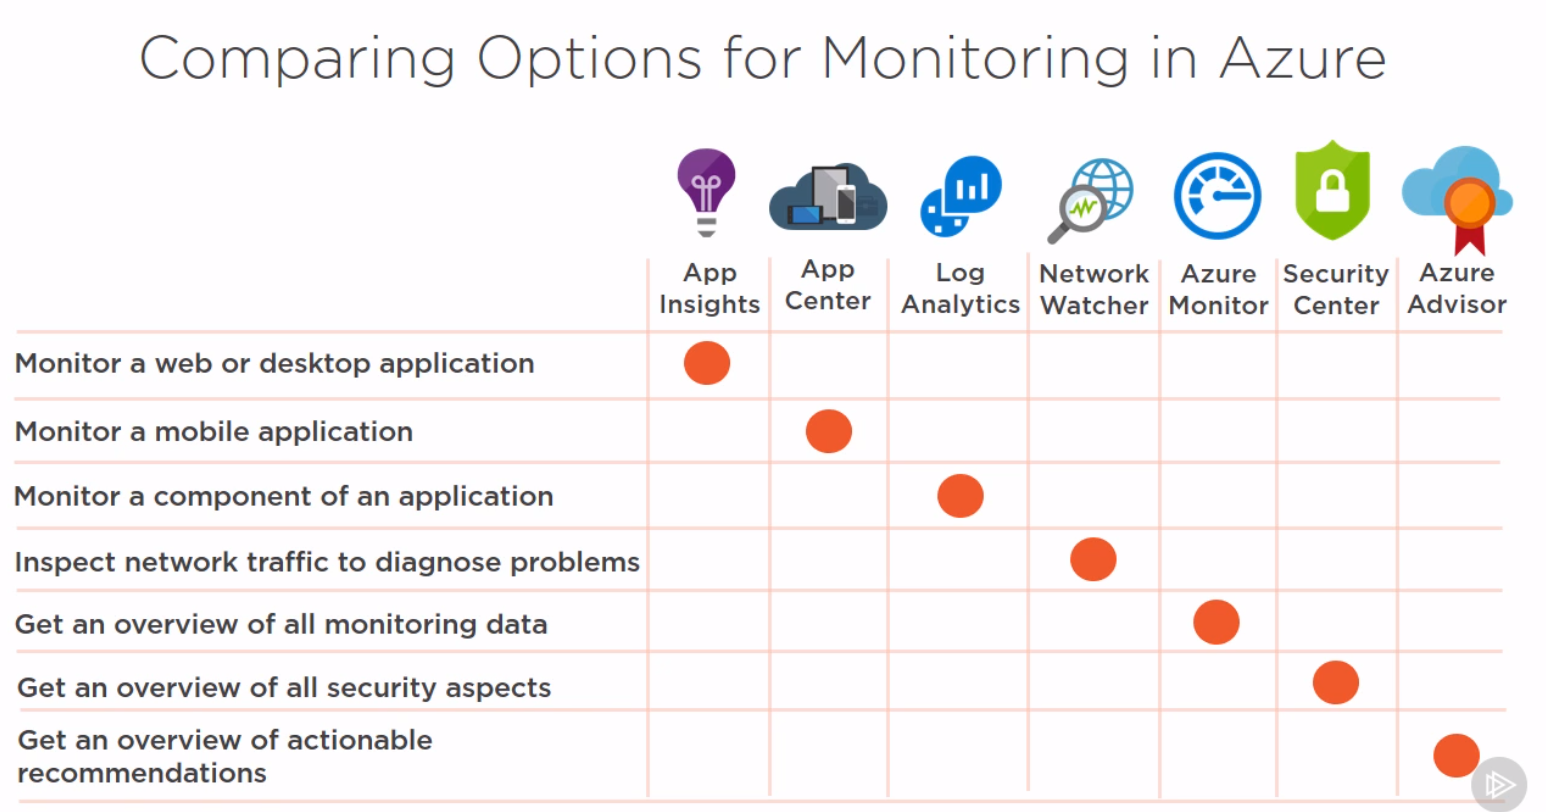 Comparing Options for Monitoring in Azure
App Insights
App Center
Log Analytics
Network Watcher
Azure Monitor
Security Center
Azure Advisor
Monitor a web or desktop application
Monitor a mobile application
Monitor a component of an application
Inspect network traffic to diagnose problems
Get an overview of all monitoring data
Get an overview of all security aspects
Get an overview of actionable
recommendations